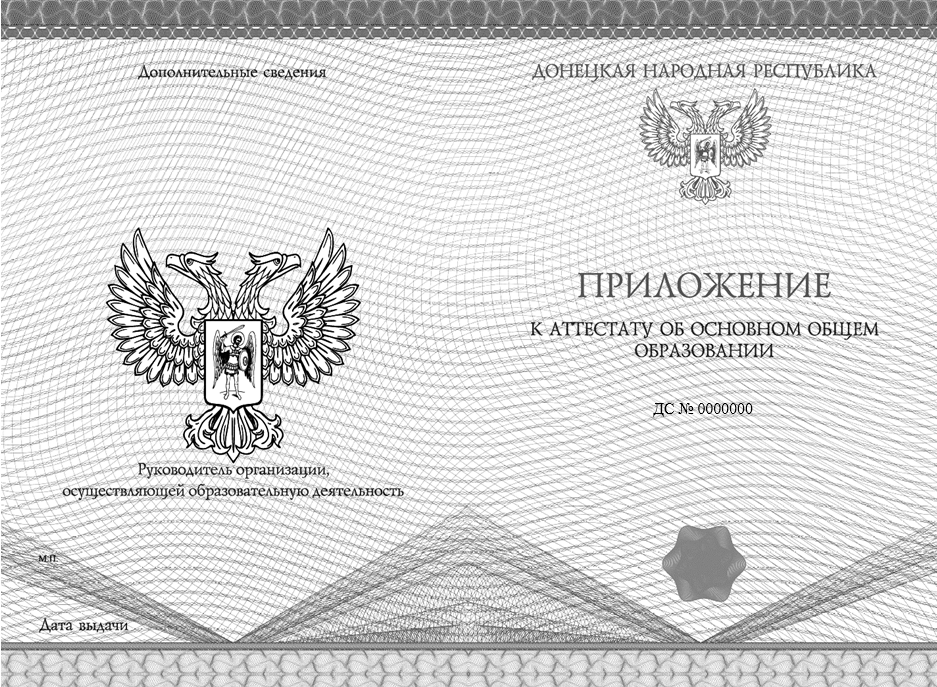 Дополнительные сведения
Руководитель организации,
осуществляющей образовательную деятельность
М.П.
Дата выдачи
ДОНЕЦКАЯ НАРОДНАЯ РЕСПУБЛИКА
ПРИЛОЖЕНИЕ
К АТТЕСТАТУ ОБ ОСНОВНОМ ОБЩЕМ
ОБРАЗОВАНИИ
ДС № 0000000